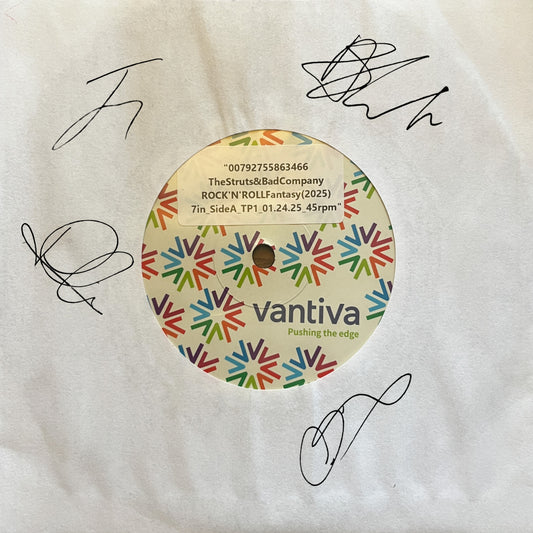 "00792755863466
TheStruts&BadCompany
ROCK'N'ROLLFantasy(2025)
7in_SideA_TP1_01.24.25_45rpm"
vantiva
Pushing the edge